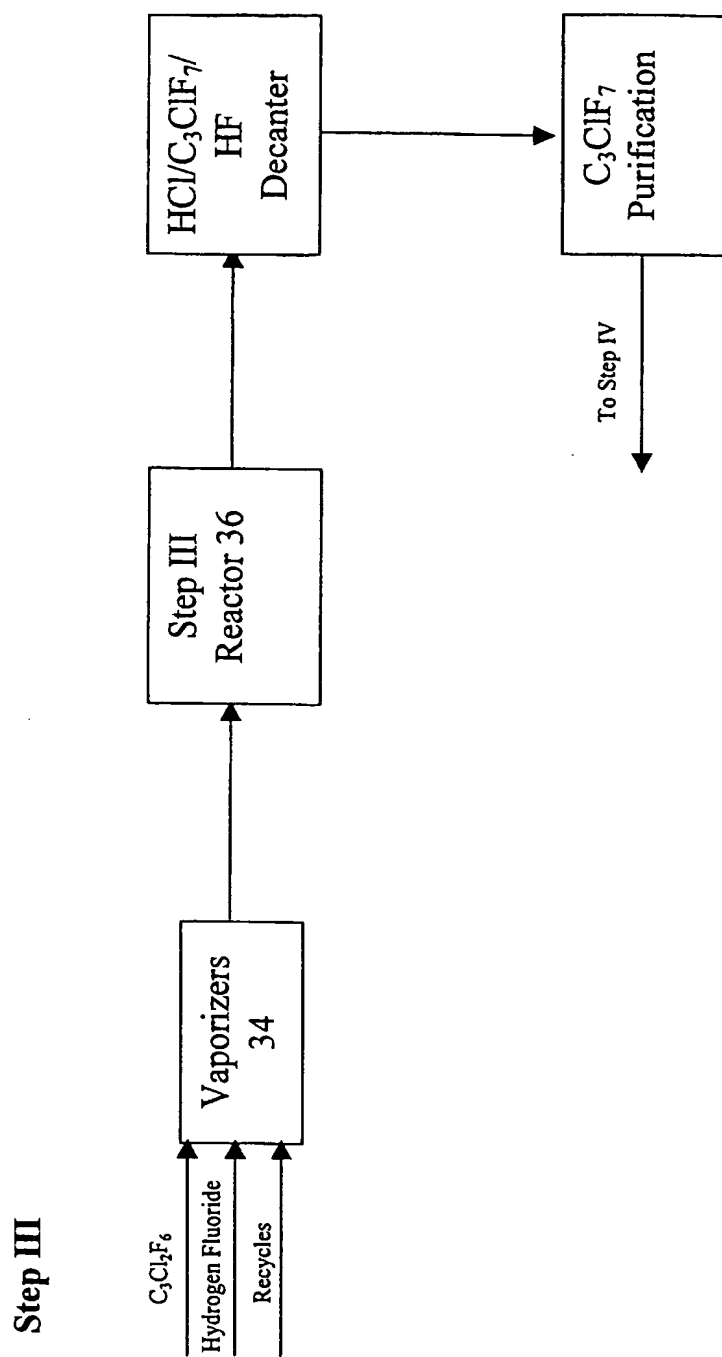 Step III
C₃Cl₂F₆
Hydrogen Fluoride
Recycles
Vaporizers
34
Step III
Reactor 36
HCl/C₃ClF₇/
HF
Decanter
C₃ClF₇
Purification
To Step IV